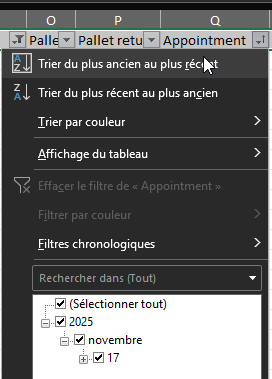 O P Q
Palle Pallet retu Appointment
Trier du plus ancien au plus récent
Trier du plus récent au plus ancien
Trier par couleur
Affichage du tableau
Effacer le filtre de « Appointment »
Filtrer par couleur
Filtres chronologiques
Rechercher dans (Tout)
(Sélectionner tout)
2025
novembre
17